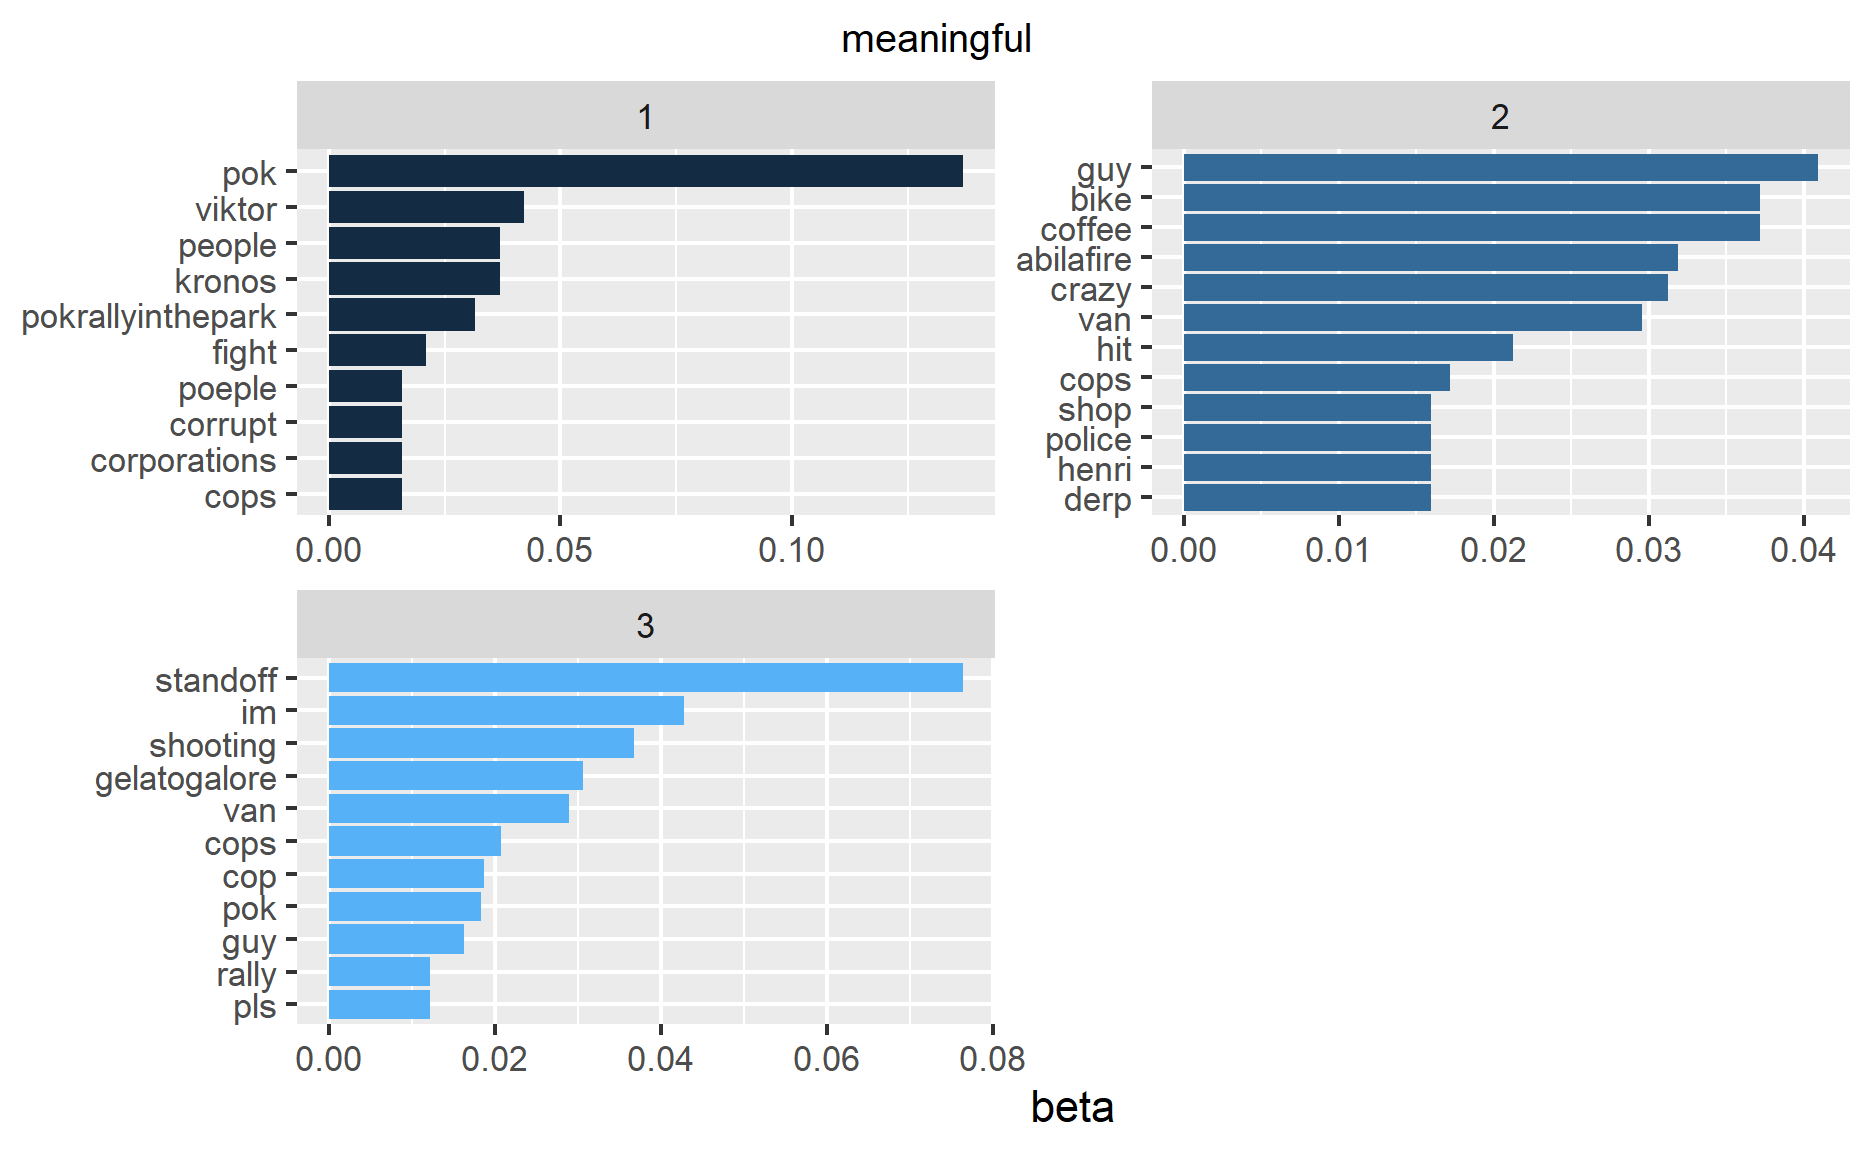 meaningful
1
pok
viktor
people
kronos
pokrallyinthepark
fight
poeple
corrupt
corporations
cops
0.00 0.05 0.10
2
guy
bike
coffee
abilafire
crazy
van
hit
cops
shop
police
henri
derp
0.00 0.01 0.02 0.03 0.04
3
standoff
im
shooting
gelatogalore
van
cops
cop
pok
guy
rally
pls
0.00 0.02 0.04 0.06 0.08
beta